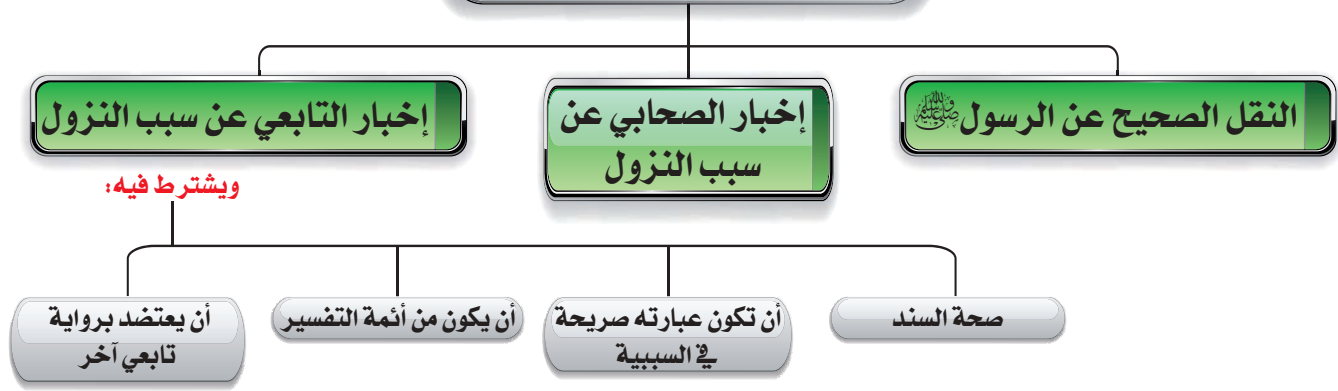 النقل الصحيح عن الرسول ﷺ
إخبار الصحابي عن
سبب النزول
إخبار التابعي عن سبب النزول
ويشترط فيه:
صحة السند
أن تكون عبارته صريحة
في السببية
أن يكون من أئمة التفسير
أن يعتضد برواية
تابعي آخر